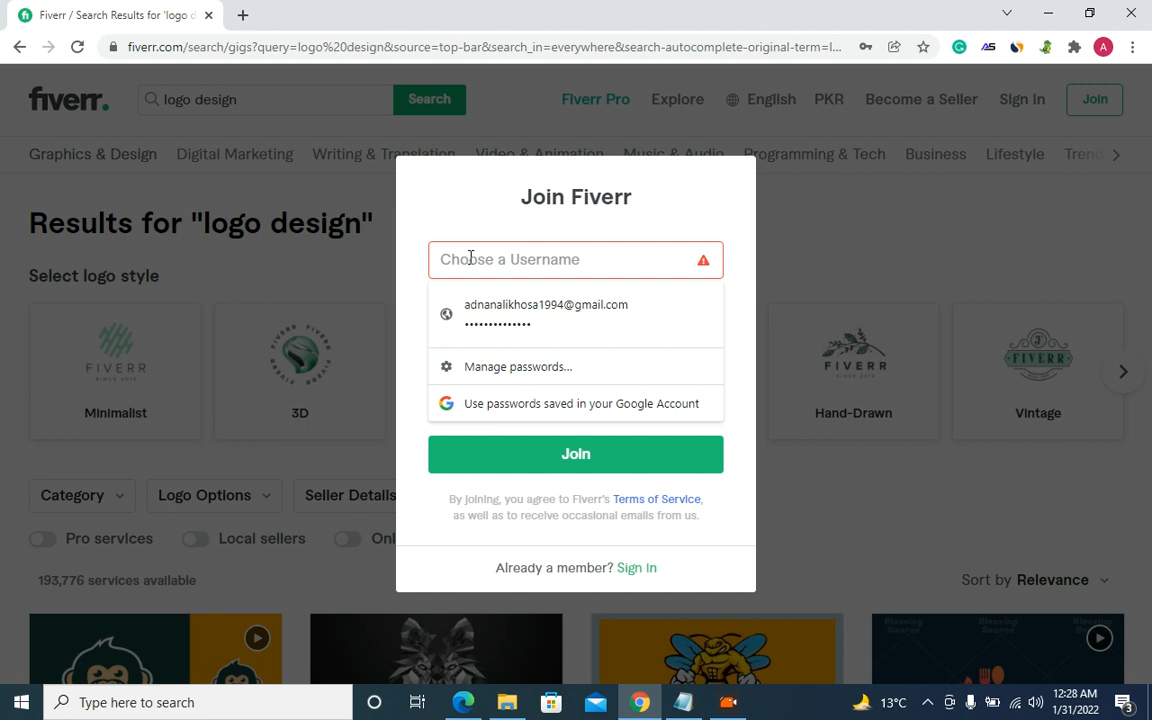 Fiverr / Search Results for 'logo d
fiverr.com/search/gigs?query=logo%20design&source=top-bar&search_in=everywhere&search-autocomplete-original-term=l...
A
fiverr.
logo design
Search
Fiverr Pro
Explore
English
PKR
Become a Seller
Sign In
Join
Graphics & Design
Digital Marketing
Writing & Translation
Video & Animation
Music & Audio
Programming & Tech
Business
Lifestyle
Trend
Results for "logo design"
Select logo style
Join Fiverr
Choose a Username
adnanalikhosa1994@gmail.com
••••••••••••••
Manage passwords...
Use passwords saved in your Google Account
Join
By joining, you agree to Fiverr's Terms of Service,
as well as to receive occasional emails from us.
Already a member? Sign In
FIVERR
FIVERR
FIVERR
Minimalist
3D
Hand-Drawn
Vintage
Category
Logo Options
Seller Details
Pro services
Local sellers
Onl
193,776 services available
Sort by Relevance
Type here to search
13°C
12:28 AM
1/31/2022
3